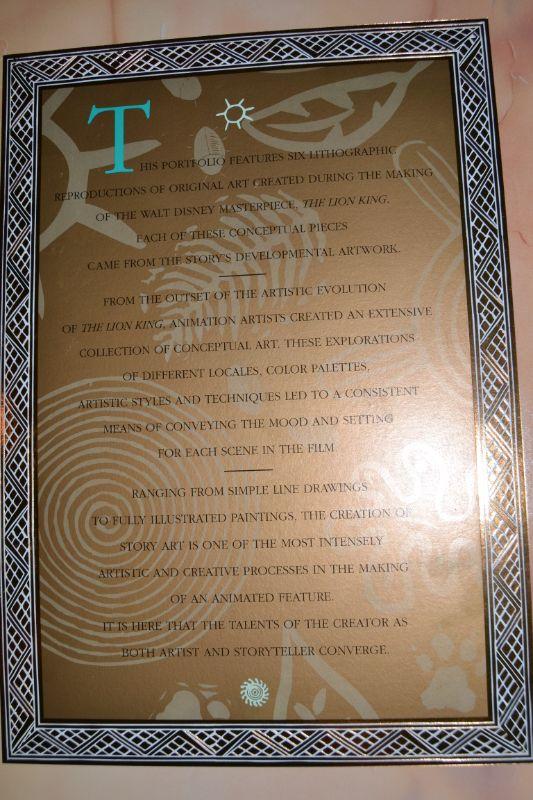 THIS PORTFOLIO FEATURES SIX LITHOGRAPHIC
REPRODUCTIONS OF ORIGINAL ART CREATED DURING THE MAKING
OF THE WALT DISNEY MASTERPIECE, THE LION KING.
EACH OF THESE CONCEPTUAL PIECES
CAME FROM THE STORY'S DEVELOPMENTAL ARTWORK.
FROM THE OUTSET OF THE ARTISTIC EVOLUTION
OF THE LION KING, ANIMATION ARTISTS CREATED AN EXTENSIVE
COLLECTION OF CONCEPTUAL ART. THESE EXPLORATIONS
OF DIFFERENT LOCALES, COLOR PALETTES,
ARTISTIC STYLES AND TECHNIQUES LED TO A CONSISTENT
MEANS OF CONVEYING THE MOOD AND SETTING
FOR EACH SCENE IN THE FILM
RANGING FROM SIMPLE LINE DRAWINGS
TO FULLY ILLUSTRATED PAINTINGS, THE CREATION OF
STORY ART IS ONE OF THE MOST INTENSELY
ARTISTIC AND CREATIVE PROCESSES IN THE MAKING
OF AN ANIMATED FEATURE.
IT IS HERE THAT THE TALENTS OF THE CREATOR AS
BOTH ARTIST AND STORYTELLER CONVERGE.